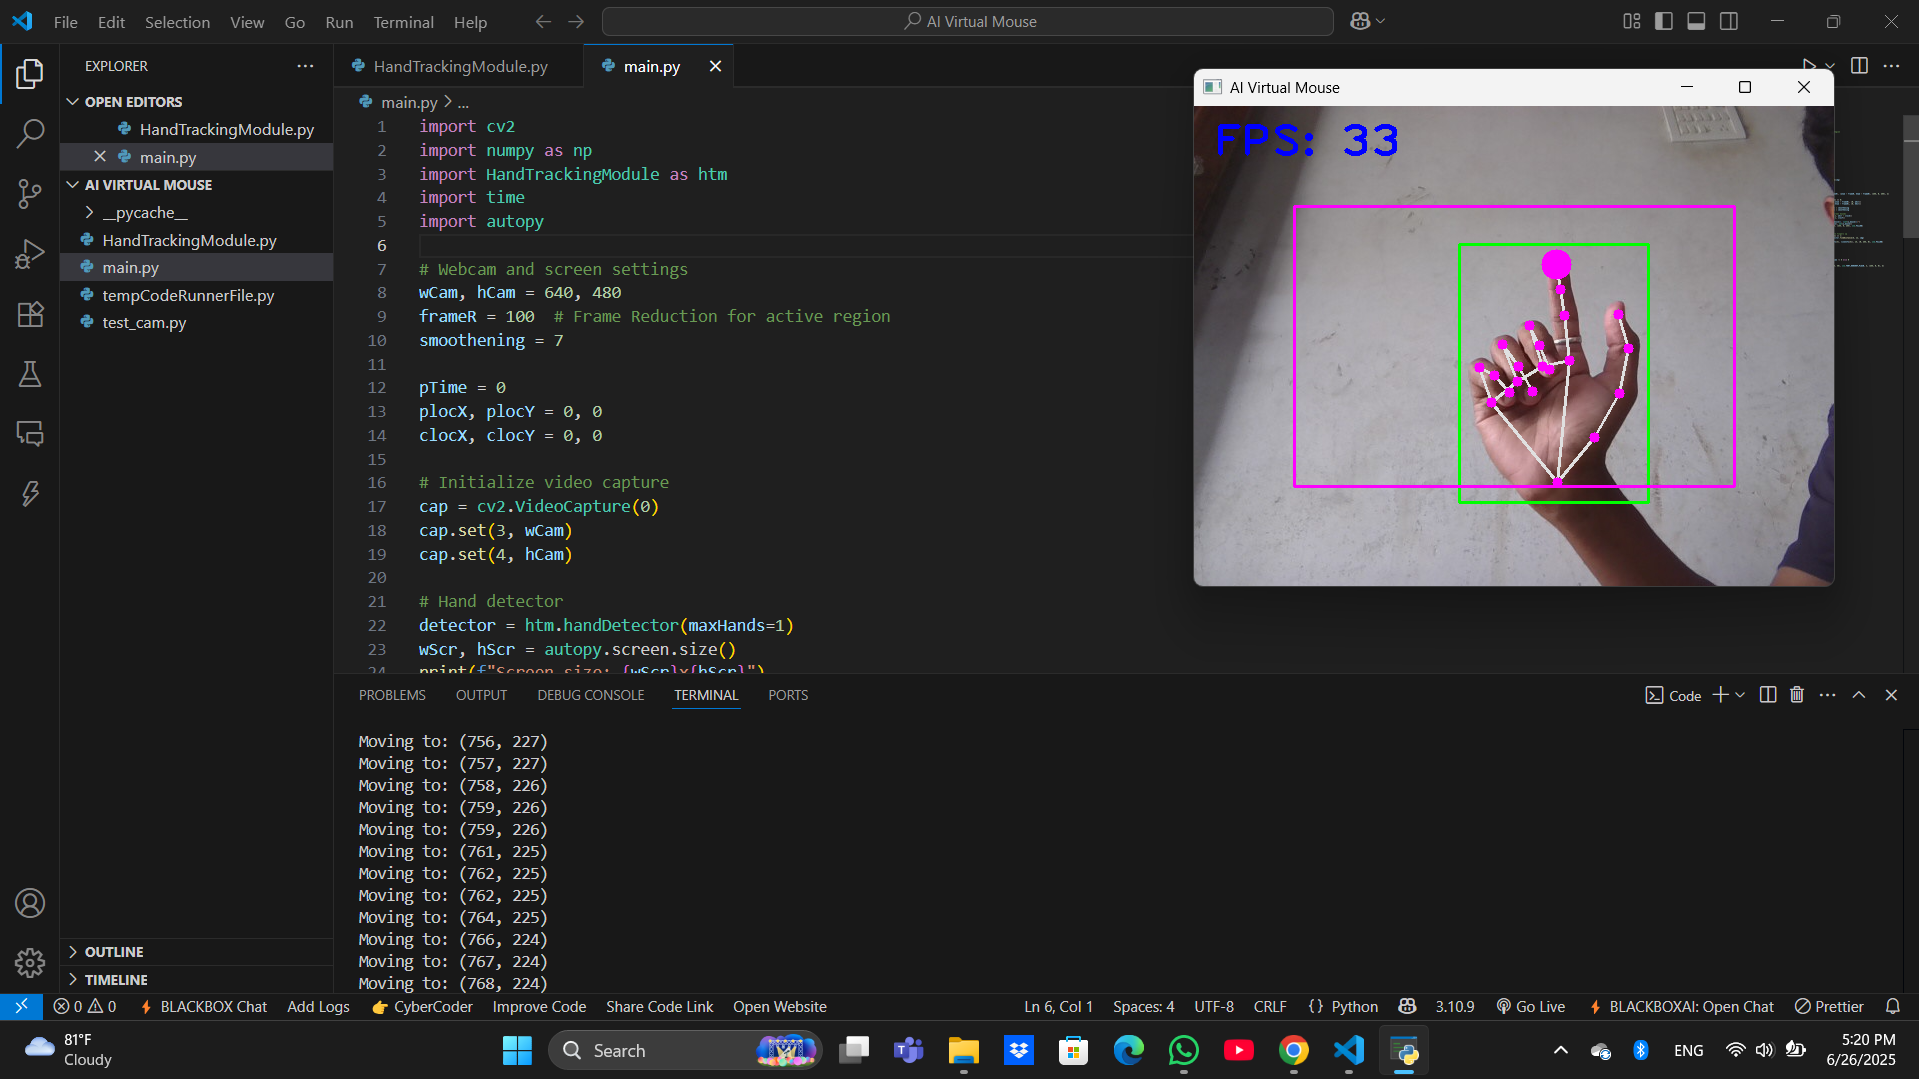 File Edit Selection View Go Run Terminal Help
AI Virtual Mouse
EXPLORER
OPEN EDITORS
HandTrackingModule.py
main.py
AI VIRTUAL MOUSE
__pycache__
HandTrackingModule.py
main.py
tempCodeRunnerFile.py
test_cam.py
OUTLINE
TIMELINE
HandTrackingModule.py
main.py
main.py > ...
1 import cv2
2 import numpy as np
3 import HandTrackingModule as htm
4 import time
5 import autopy
6
7 # Webcam and screen settings
8 wCam, hCam = 640, 480
9 frameR = 100  # Frame Reduction for active region
10 smoothening = 7
11
12 pTime = 0
13 plocX, plocY = 0, 0
14 clocX, clocY = 0, 0
15
16 # Initialize video capture
17 cap = cv2.VideoCapture(0)
18 cap.set(3, wCam)
19 cap.set(4, hCam)
20
21 # Hand detector
22 detector = htm.handDetector(maxHands=1)
23 wScr, hScr = autopy.screen.size()
24 print(f"Screen size: {wScr}x{hScr}")
AI Virtual Mouse
FPS: 33
PROBLEMS OUTPUT DEBUG CONSOLE TERMINAL PORTS
Code
Moving to: (756, 227)
Moving to: (757, 227)
Moving to: (758, 226)
Moving to: (759, 226)
Moving to: (759, 226)
Moving to: (761, 225)
Moving to: (762, 225)
Moving to: (762, 225)
Moving to: (764, 225)
Moving to: (766, 224)
Moving to: (767, 224)
Moving to: (768, 224)
0 0 BLACKBOX Chat Add Logs CyberCoder Improve Code Share Code Link Open Website
Ln 6, Col 1 Spaces: 4 UTF-8 CRLF {} Python 3.10.9 Go Live BLACKBOXAI: Open Chat Prettier
81°F
Cloudy
Search
ENG
5:20 PM
6/26/2025